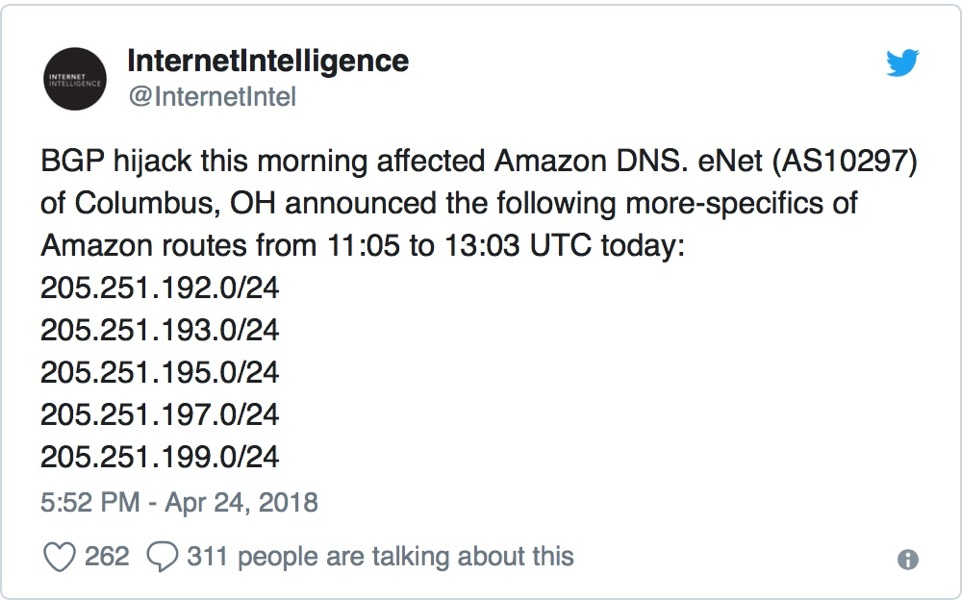 InternetIntelligence
INTERNET
INTELLIGENCE
@InternetIntel
BGP hijack this morning affected Amazon DNS. eNet (AS10297)
of Columbus, OH announced the following more-specifics of
Amazon routes from 11:05 to 13:03 UTC today:
205.251.192.0/24
205.251.193.0/24
205.251.195.0/24
205.251.197.0/24
205.251.199.0/24
5:52 PM - Apr 24, 2018
262 311 people are talking about this